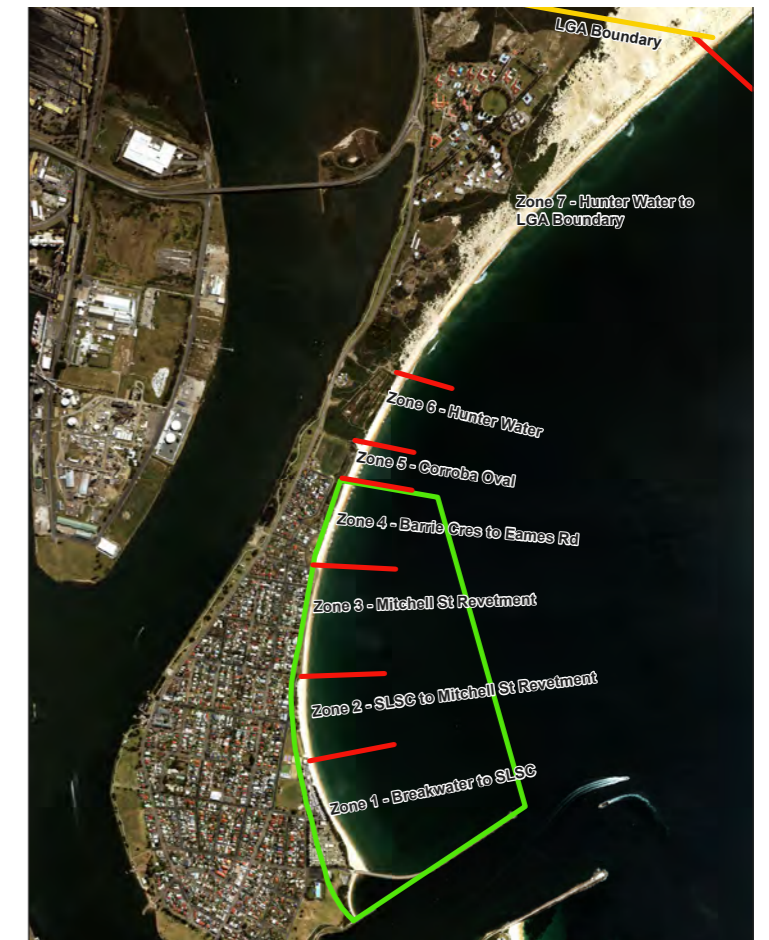 LGA Boundary
Zone 7 - Hunter Water to
LGA Boundary
Zone 6 - Hunter Water
Zone 5 - Corroba Oval
Zone 4 - Barrie Cres to Eames Rd
Zone 3 - Mitchell St Revetment
Zone 2 - SLSC to Mitchell St Revetment
Zone 1 - Breakwater to SLSC